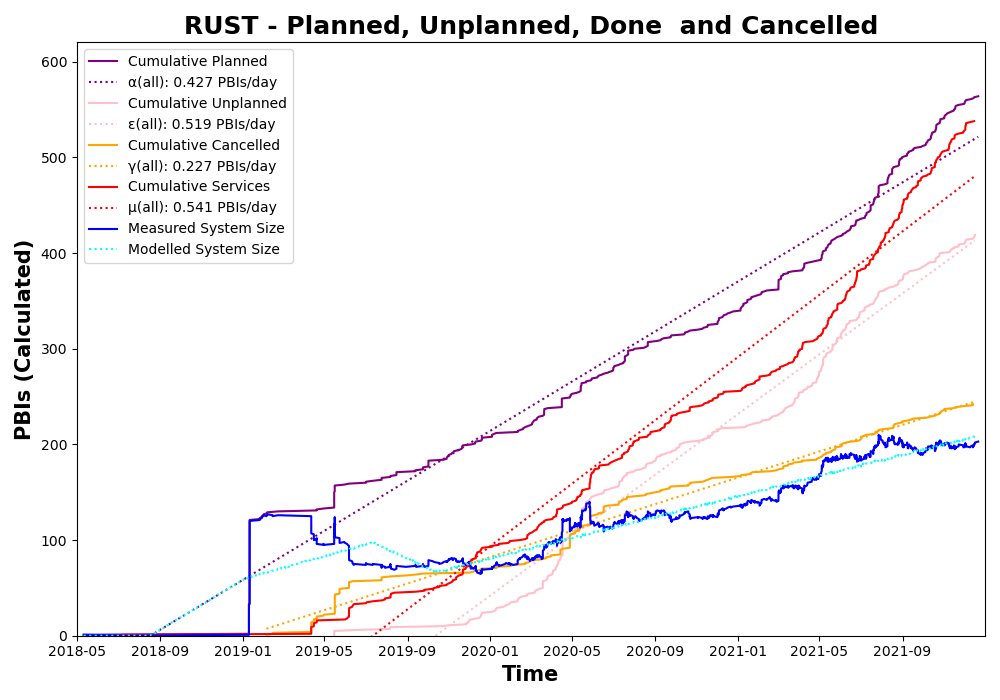 RUST - Planned, Unplanned, Done  and Cancelled
PBIs (Calculated)
600
500
400
300
200
100
0
Cumulative Planned
α(all): 0.427 PBIs/day
Cumulative Unplanned
ε(all): 0.519 PBIs/day
Cumulative Cancelled
γ(all): 0.227 PBIs/day
Cumulative Services
μ(all): 0.541 PBIs/day
Measured System Size
Modelled System Size
2018-05 2018-09 2019-01 2019-05 2019-09 2020-01 2020-05 2020-09 2021-01 2021-05 2021-09
Time